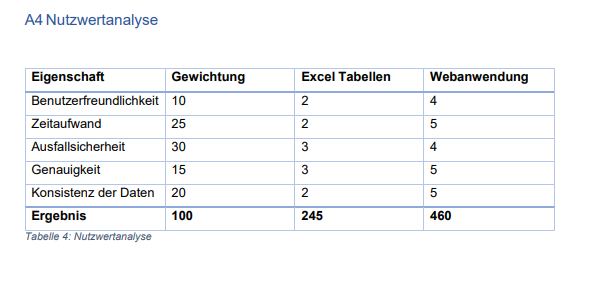 A4 Nutzwertanalyse
Eigenschaft Gewichtung Excel Tabellen Webanwendung
Benutzerfreundlichkeit 10 2 4
Zeitaufwand 25 2 5
Ausfallsicherheit 30 3 4
Genauigkeit 15 3 5
Konsistenz der Daten 20 2 5
Ergebnis 100 245 460
Tabelle 4: Nutzwertanalyse